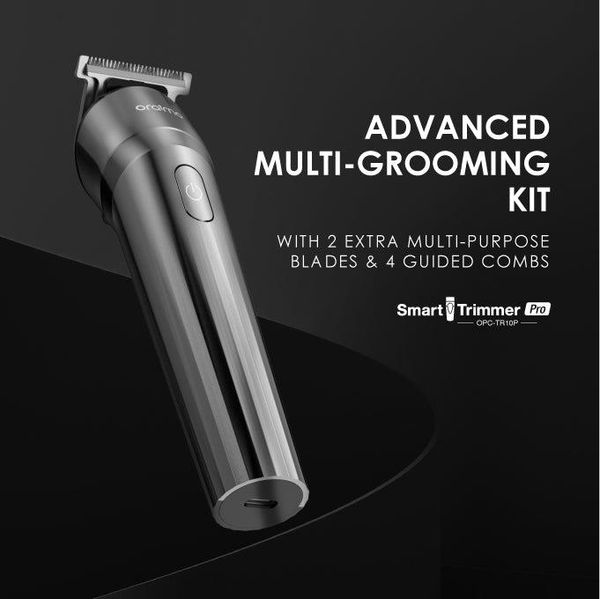 oraimo
ADVANCED
MULTI-GROOMING
KIT
WITH 2 EXTRA MULTI-PURPOSE
BLADES & 4 GUIDED COMBS
Smart Trimmer Pro
OPC-TR10P